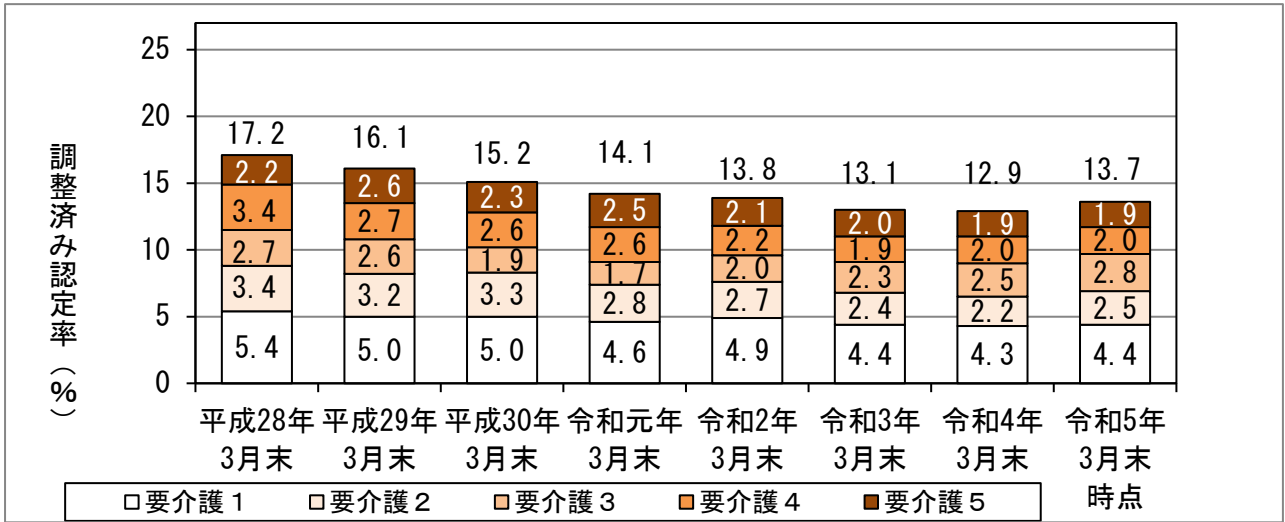 調整済み認定率（%）
25
20
15
10
5
0
17.2 16.1 15.2 14.1 13.8 13.1 12.9 13.7
2.2 2.6 2.3 2.5 2.1 2.0 1.9 1.9
3.4 2.7 2.6 2.6 2.2 1.9 2.0 2.0
2.7 2.6 1.9 1.7 2.0 2.3 2.5 2.8
3.4 3.2 3.3 2.8 2.7 2.4 2.2 2.5
5.4 5.0 5.0 4.6 4.9 4.4 4.3 4.4
平成28年 平成29年 平成30年 令和元年 令和2年 令和3年 令和4年 令和5年
3月末 3月末 3月末 3月末 3月末 3月末 3月末 3月末
時点
要介護１ 要介護２ 要介護３ 要介護４ 要介護５